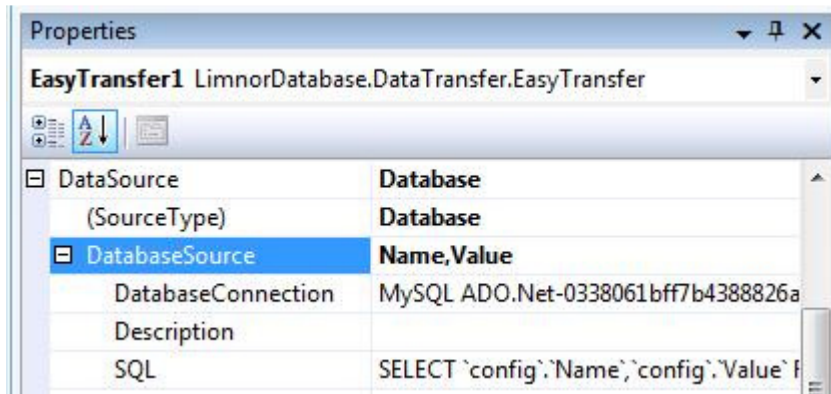 Properties
EasyTransfer1 LimnorDatabase.DataTransfer.EasyTransfer
DataSource Database
(SourceType) Database
DatabaseSource Name,Value
DatabaseConnection MySQL ADO.Net-0338061bff7b4388826a
Description
SQL SELECT `config`.`Name`,`config`.`Value`